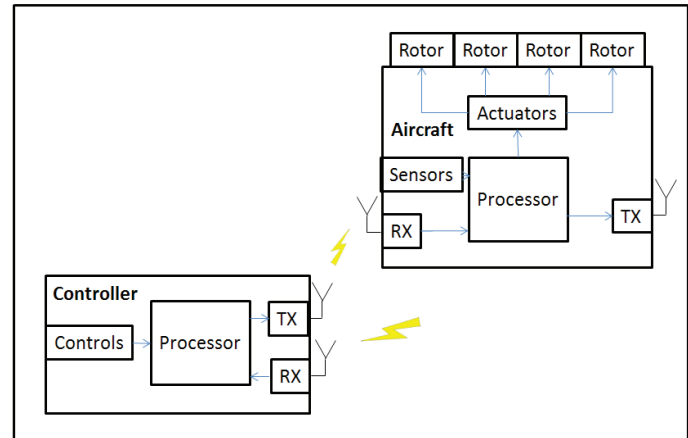 Rotor Rotor Rotor Rotor
Actuators
Aircraft
Sensors
Processor
RX
TX
Controller
TX
Controls
Processor
RX